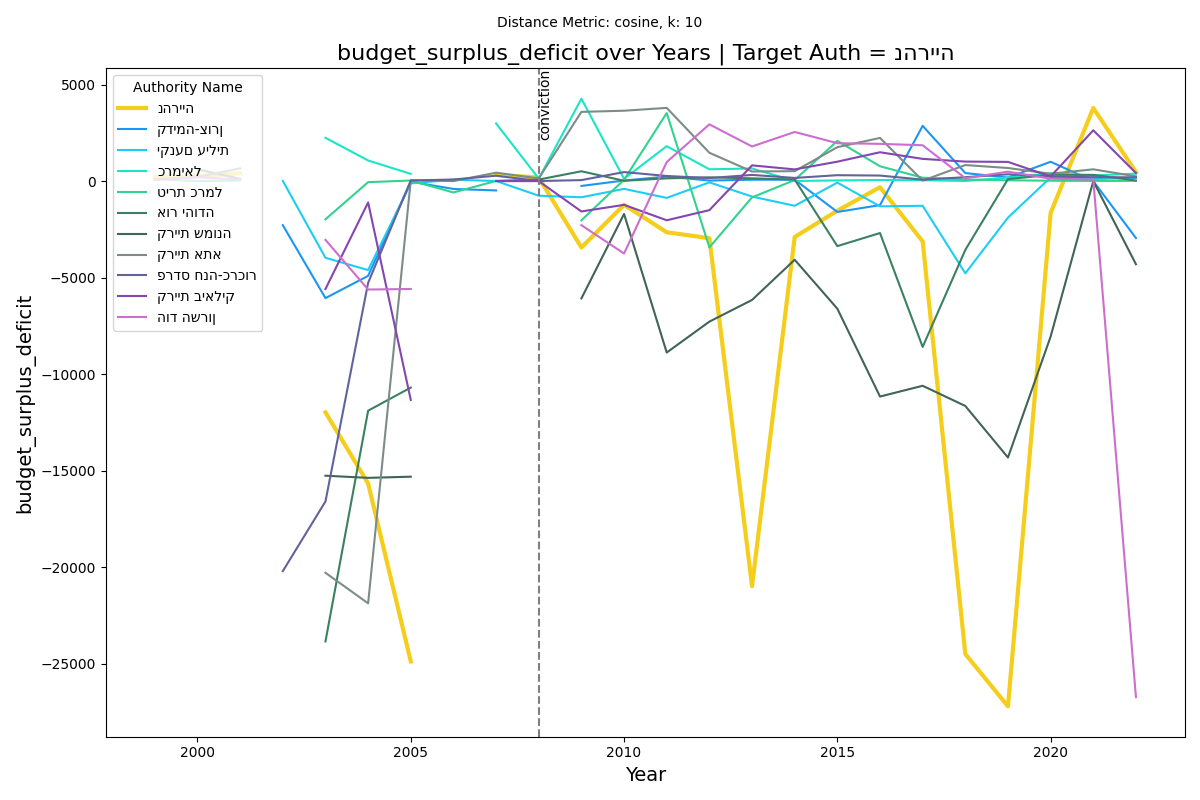 Distance Metric: cosine, k: 10
budget_surplus_deficit over Years | Target Auth = נהרייה
conviction
Authority Name
נהרייה
קדימה-צורן
יקנעם עילית
כרמיאל
טירת כרמל
אור יהודה
קריית שמונה
קריית אתא
פרדס חנה-כרכור
קריית ביאליק
הוד השרון
budget_surplus_deficit
5000
0
−5000
−10000
−15000
−20000
−25000
2000
2005
2010
2015
2020
Year